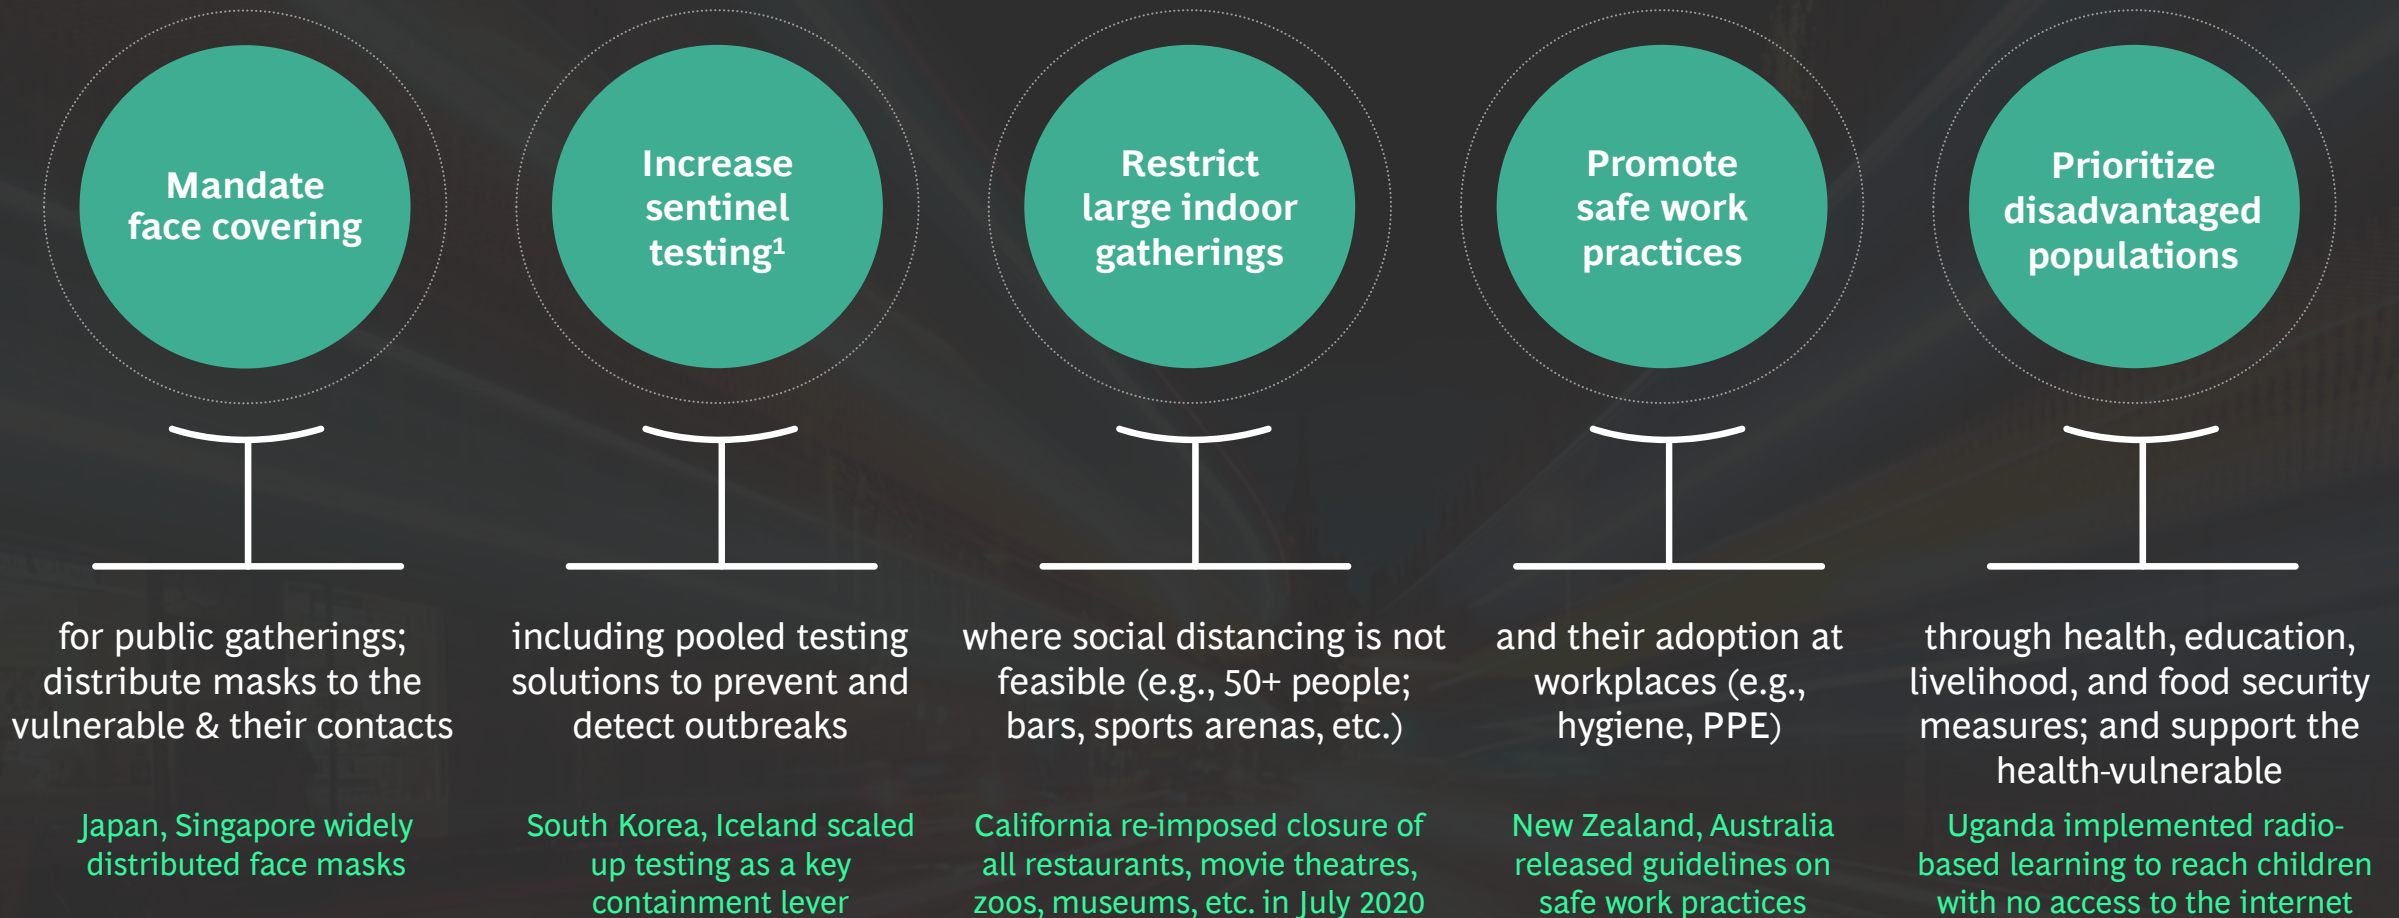 Mandate
face covering
for public gatherings;
distribute masks to the
vulnerable & their contacts
Japan, Singapore widely
distributed face masks
Increase
sentinel
testing¹
including pooled testing
solutions to prevent and
detect outbreaks
South Korea, Iceland scaled
up testing as a key
containment lever
Restrict
large indoor
gatherings
where social distancing is not
feasible (e.g., 50+ people;
bars, sports arenas, etc.)
California re-imposed closure of
all restaurants, movie theatres,
zoos, museums, etc. in July 2020
Promote
safe work
practices
and their adoption at
workplaces (e.g.,
hygiene, PPE)
New Zealand, Australia
released guidelines on
safe work practices
Prioritize
disadvantaged
populations
through health, education,
livelihood, and food security
measures; and support the
health-vulnerable
Uganda implemented radio-
based learning to reach children
with no access to the internet